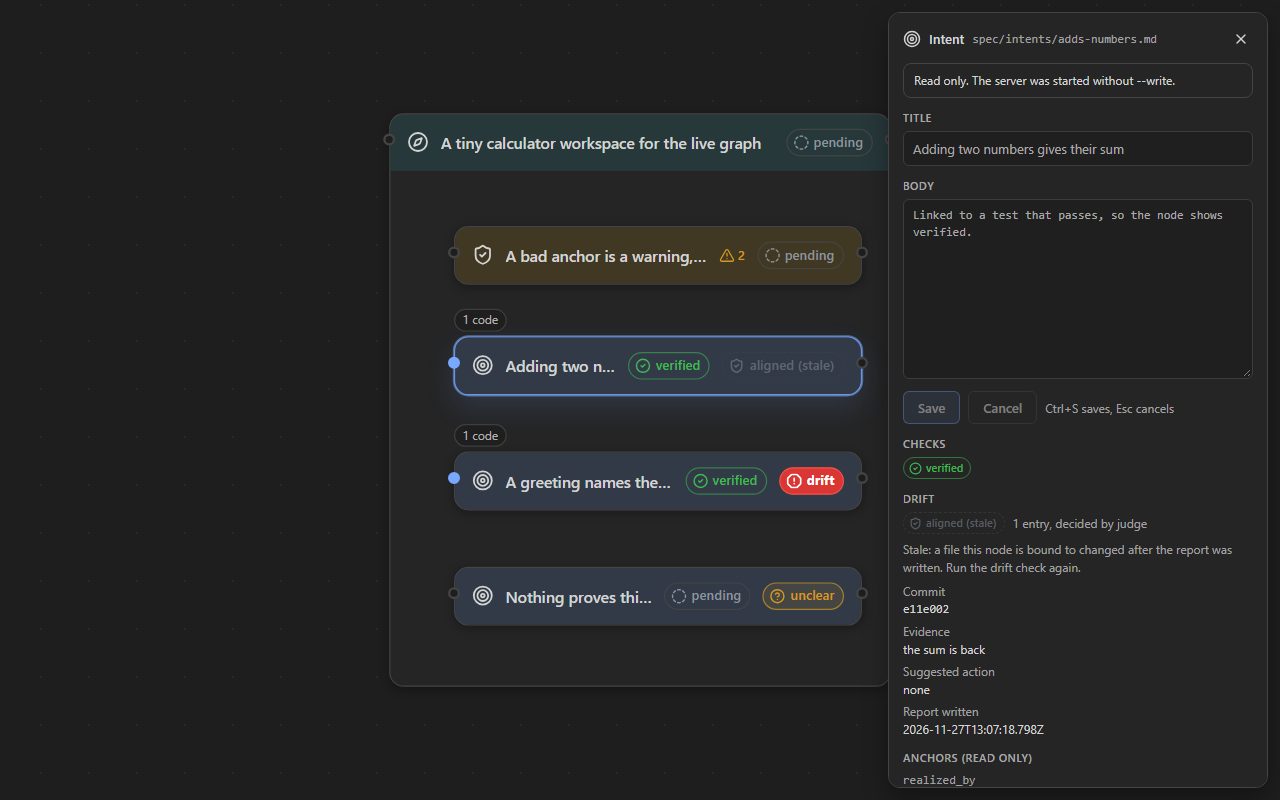 A tiny calculator workspace for the live graph
pending
A bad anchor is a warning,...
2
pending
1 code
Adding two n...
verified
aligned (stale)
1 code
A greeting names the...
verified
drift
Nothing proves thi...
pending
unclear
Intent spec/intents/adds-numbers.md
Read only. The server was started without --write.
TITLE
Adding two numbers gives their sum
BODY
Linked to a test that passes, so the node shows
verified.
Save
Cancel
Ctrl+S saves, Esc cancels
CHECKS
verified
DRIFT
aligned (stale) 1 entry, decided by judge
Stale: a file this node is bound to changed after the report was
written. Run the drift check again.
Commit
e11e002
Evidence
the sum is back
Suggested action
none
Report written
2026-11-27T13:07:18.798Z
ANCHORS (READ ONLY)
realized_by